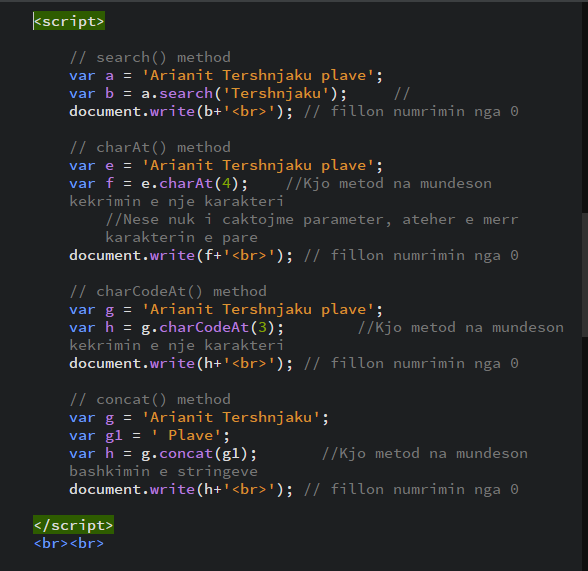 <script>
// search() method
var a = 'Arianit Tershnjaku plave';
var b = a.search('Tershnjaku');     //
document.write(b+'<br>'); // fillon numrimin nga 0
// charAt() method
var e = 'Arianit Tershnjaku plave';
var f = e.charAt(4);    //Kjo metod na mundeson
kekrimin e nje karakteri
//Nese nuk i caktojme parameter, ateher e merr
karakterin e pare
document.write(f+'<br>'); // fillon numrimin nga 0
// charCodeAt() method
var g = 'Arianit Tershnjaku plave';
var h = g.charCodeAt(3);        //Kjo metod na mundeson
kekrimin e nje karakteri
document.write(h+'<br>'); // fillon numrimin nga 0
// concat() method
var g = 'Arianit Tershnjaku';
var g1 = ' Plave';
var h = g.concat(g1);       //Kjo metod na mundeson
bashkimin e stringeve
document.write(h+'<br>'); // fillon numrimin nga 0
</script>
<br><br>